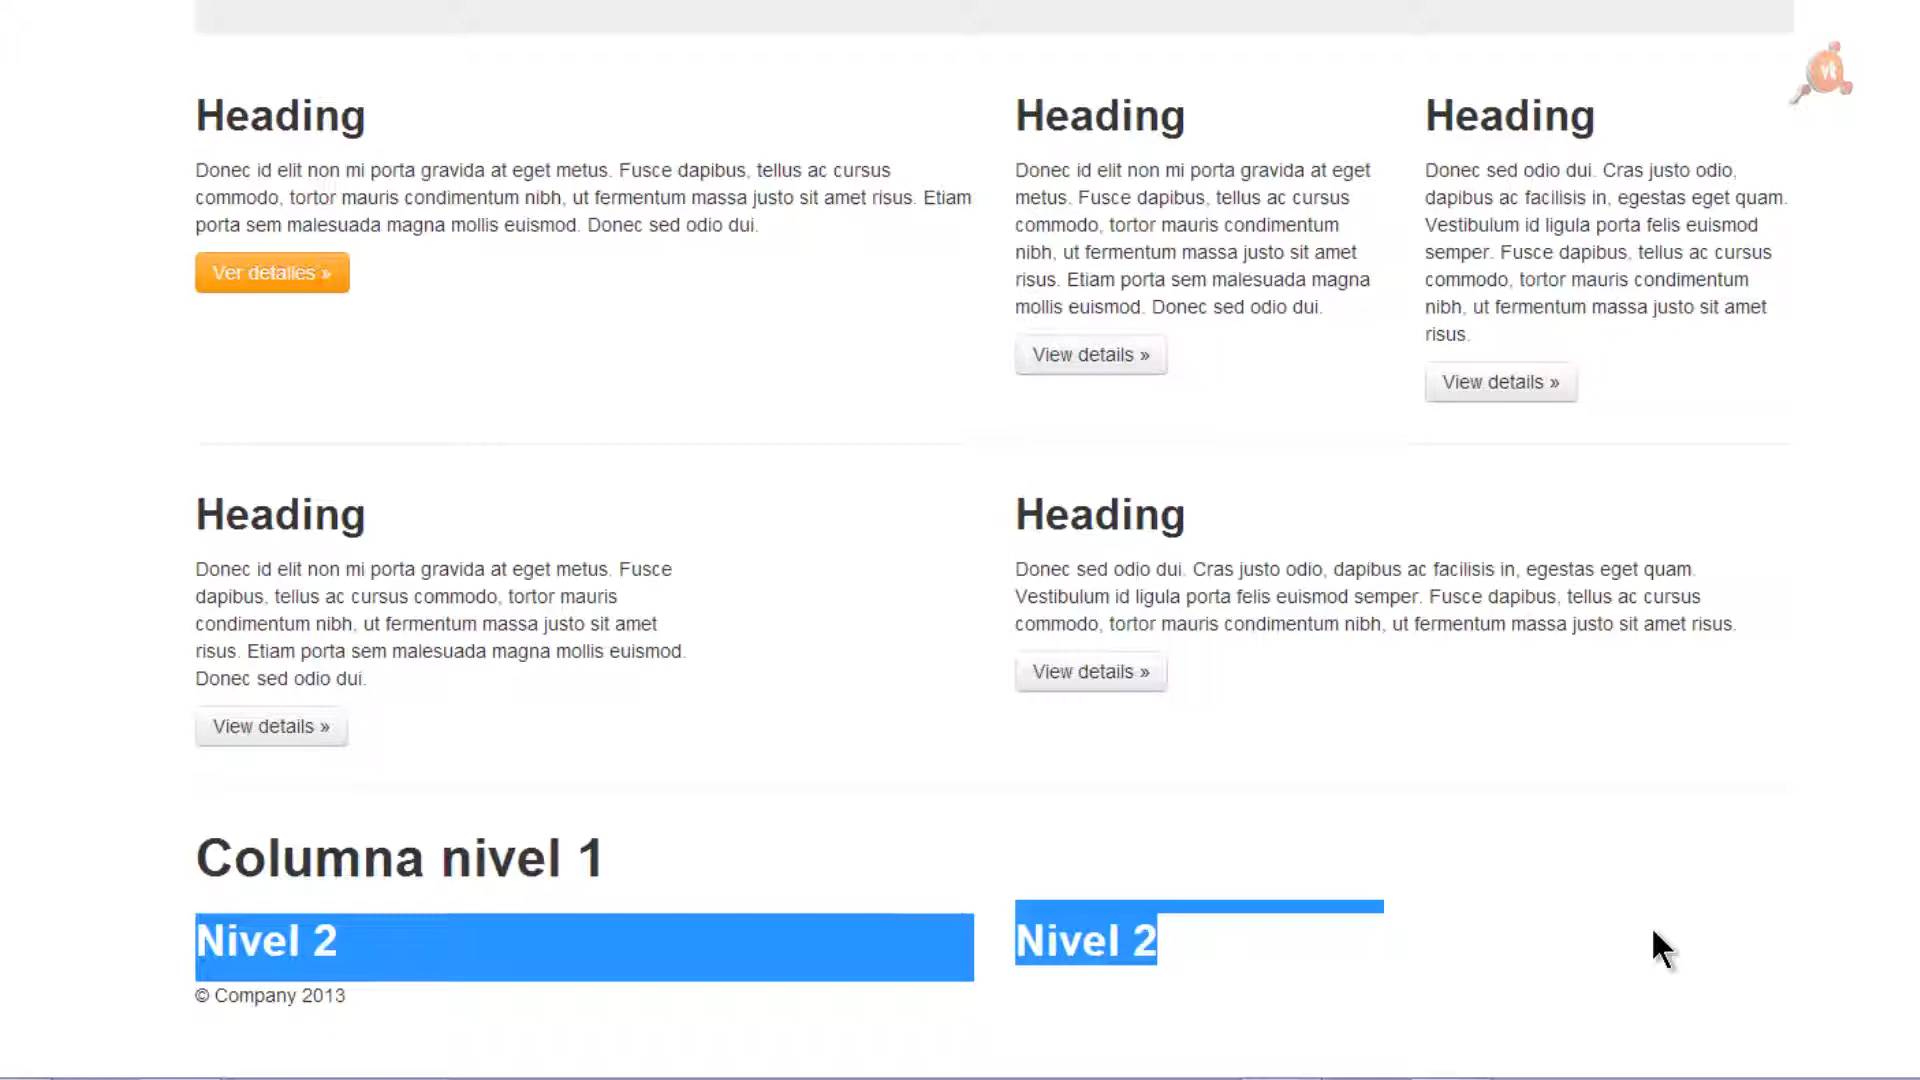 Heading
Donec id elit non mi porta gravida at eget metus. Fusce dapibus, tellus ac cursus
commodo, tortor mauris condimentum nibh, ut fermentum massa justo sit amet risus. Etiam
porta sem malesuada magna mollis euismod. Donec sed odio dui.
Ver detalles »
Heading
Donec id elit non mi porta gravida at eget
metus. Fusce dapibus, tellus ac cursus
commodo, tortor mauris condimentum
nibh, ut fermentum massa justo sit amet
risus. Etiam porta sem malesuada magna
mollis euismod. Donec sed odio dui.
View details »
Heading
Donec sed odio dui. Cras justo odio,
dapibus ac facilisis in, egestas eget quam.
Vestibulum id ligula porta felis euismod
semper. Fusce dapibus, tellus ac cursus
commodo, tortor mauris condimentum
nibh, ut fermentum massa justo sit amet
risus.
View details »
Heading
Donec id elit non mi porta gravida at eget metus. Fusce
dapibus, tellus ac cursus commodo, tortor mauris
condimentum nibh, ut fermentum massa justo sit amet
risus. Etiam porta sem malesuada magna mollis euismod.
Donec sed odio dui.
View details »
Heading
Donec sed odio dui. Cras justo odio, dapibus ac facilisis in, egestas eget quam.
Vestibulum id ligula porta felis euismod semper. Fusce dapibus, tellus ac cursus
commodo, tortor mauris condimentum nibh, ut fermentum massa justo sit amet risus.
View details »
Columna nivel 1
Nivel 2
Nivel 2
© Company 2013
vt